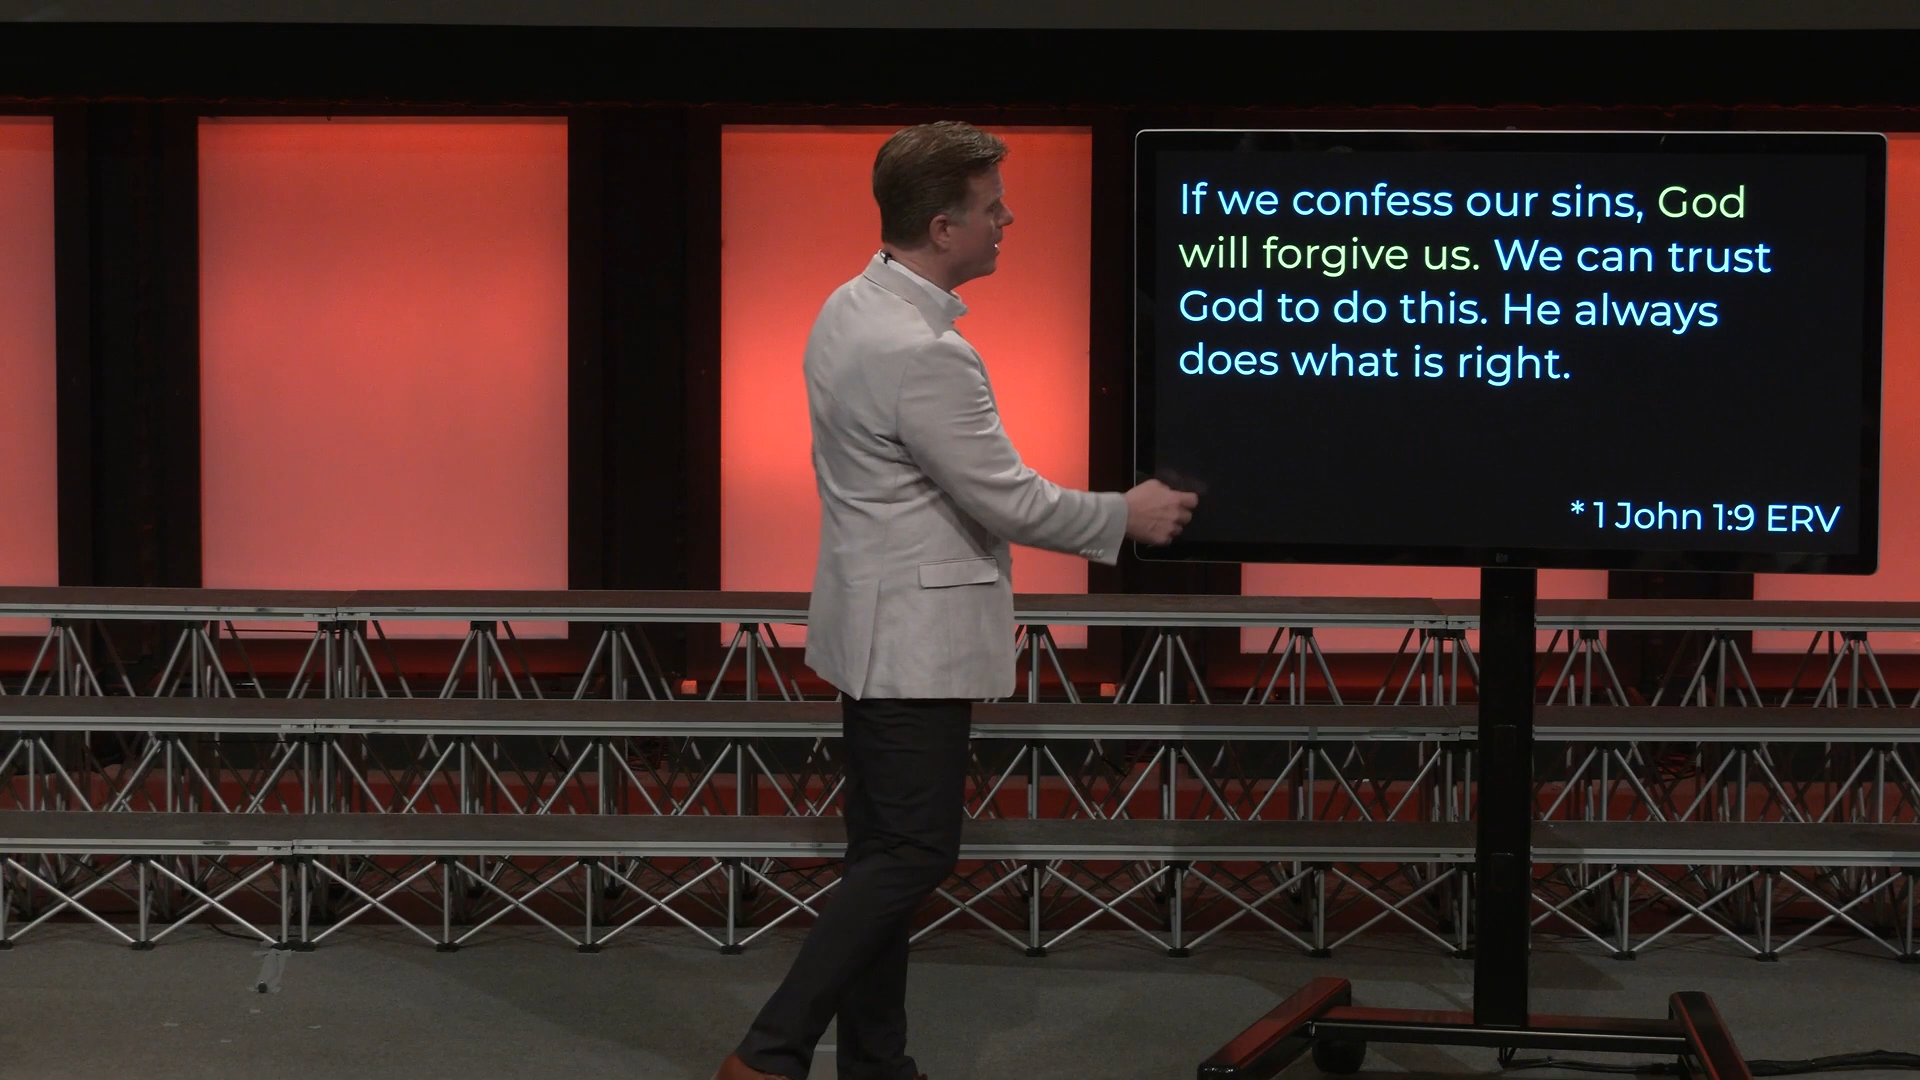 If we confess our sins, God
will forgive us. We can trust
God to do this. He always
does what is right.
* 1 John 1:9 ERV